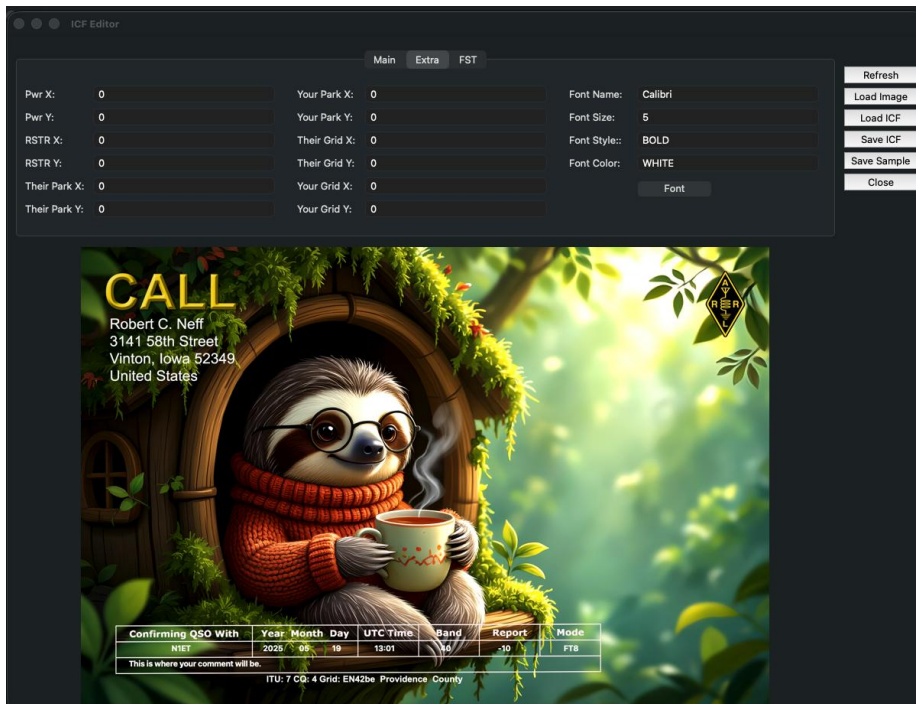 ICF Editor
Main Extra FST
Pwr X: 0 Your Park X: 0 Font Name: Calibri
Pwr Y: 0 Your Park Y: 0 Font Size: 5
RSTR X: 0 Their Grid X: 0 Font Style:: BOLD
RSTR Y: 0 Their Grid Y: 0 Font Color: WHITE
Their Park X: 0 Your Grid X: 0 Font
Their Park Y: 0 Your Grid Y: 0
Refresh
Load Image
Load ICF
Save ICF
Save Sample
Close
CALL
Robert C. Neff
3141 58th Street
Vinton, Iowa 52349
United States
A
R R
L
Confirming QSO With Year Month Day UTC Time Band Report Mode
N1ET 2025 05 19 13:01 40 -10 FT8
This is where your comment will be.
ITU: 7 CQ: 4 Grid: EN42be Providence County